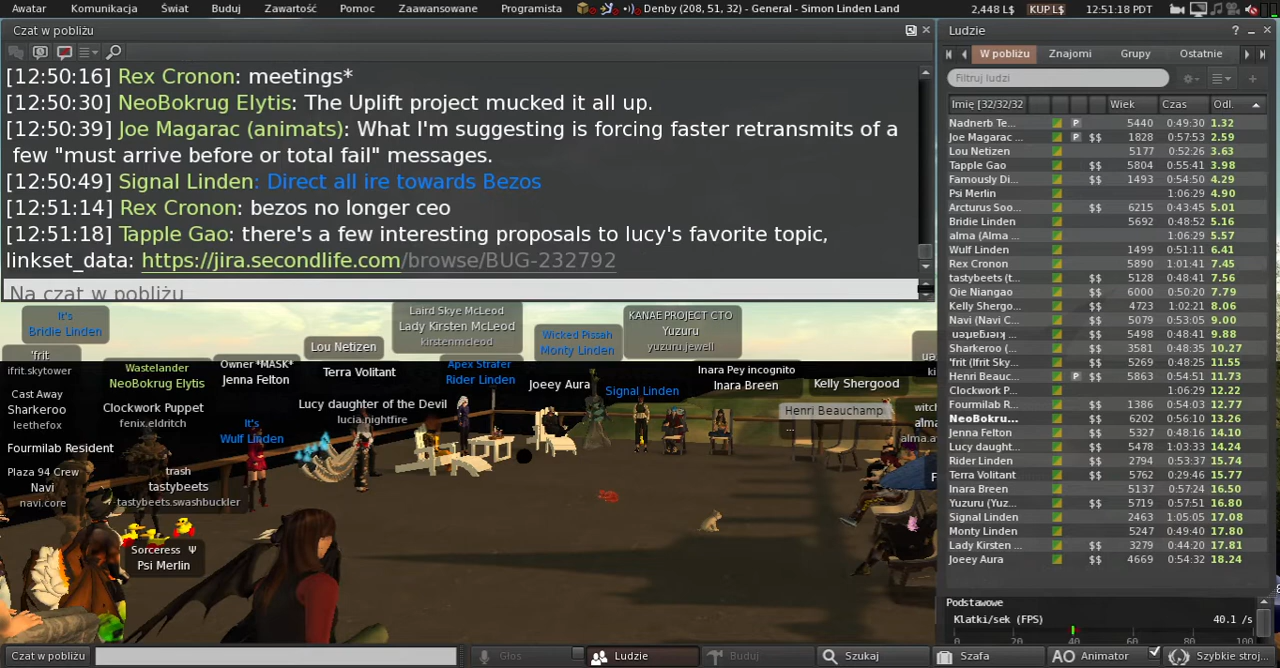 Awatar Komunikacja Świat Buduj Zawartość Pomoc Zaawansowane Programista Denby (208, 51, 32) - General - Simon Linden Land 2,448 L$ KUP L$ 12:51:18 PDT
Czat w pobliżu
[12:50:16] Rex Cronon: meetings*
[12:50:30] NeoBokrug Elytis: The Uplift project mucked it all up.
[12:50:39] Joe Magarac (animats): What I'm suggesting is forcing faster retransmits of a
few "must arrive before or total fail" messages.
[12:50:49] Signal Linden: Direct all ire towards Bezos
[12:51:14] Rex Cronon: bezos no longer ceo
[12:51:18] Tapple Gao: there's a few interesting proposals to lucy's favorite topic,
linkset_data: https://jira.secondlife.com/browse/BUG-232792
Na czat w pobliżu
It's
Bridie Linden
Laird Skye McLeod
Lady Kirsten McLeod
kirstenmcleod
KANAE PROJECT CTO
Yuzuru
yuzuru.jewell
Wicked Pissah
Monty Linden
Lou Netizen
'frit
ifrit.skytower
Wastelander
NeoBokrug Elytis
Owner *MASK*
Jenna Felton
Terra Volitant
Apex Strafer
Rider Linden
Joeey Aura
Signal Linden
Inara Pey incognito
Inara Breen
Kelly Shergood
Cast Away
Sharkeroo
leethefox
Clockwork Puppet
fenix.eldritch
Lucy daughter of the Devil
lucia.nightfire
Henri Beauchamp
...
It's
Wulf Linden
Fourmilab Resident
Plaza 94 Crew
Navi
navi.core
trash
tastybeets
tastybeets.swashbuckler
Sorceress Ψ
Psi Merlin
Ludzie
W pobliżu Znajomi Grupy Ostatnie
Filtruj ludzi
Imię [32/32/32 Wiek Czas Odl.
Nadnerb Te... P 5440 0:49:30 1.32
Joe Magarac ... P $$ 1828 0:57:53 2.59
Lou Netizen 5177 0:52:26 3.63
Tapple Gao $$ 5804 0:55:41 3.98
Famously Di... $$ 1493 0:54:50 4.29
Psi Merlin 1:06:29 4.90
Arcturus Soo... $$ 6215 0:43:45 5.01
Bridie Linden 5692 0:48:52 5.16
alma (Alma ... 1:06:29 5.57
Wulf Linden 1499 0:51:11 6.41
Rex Cronon 5890 1:01:41 7.45
tastybeets (t... $$ 5128 0:48:41 7.56
Qie Niangao $$ 6000 0:50:20 7.79
Kelly Shergo... $$ 4723 1:02:21 8.06
Navi (Navi C... $$ 5079 0:53:05 9.00
$$ 5498 0:48:41 9.88
Sharkeroo (... $$ 3581 0:48:35 10.27
'frit (Ifrit Sky... $$ 5269 0:48:25 11.55
Henri Beauc... P $$ 5863 0:54:51 11.73
Clockwork P... 1:06:29 12.22
Fourmilab R... $$ 1386 0:54:03 12.77
NeoBokru... $$ 6202 0:56:10 13.26
Jenna Felton $$ 5327 0:48:16 14.10
Lucy daught... $$ 5478 1:03:33 14.24
Rider Linden $$ 2794 0:53:37 15.74
Terra Volitant $$ 5762 0:29:46 15.77
Inara Breen 5137 0:57:24 16.50
Yuzuru (Yuz... $$ 5719 0:57:51 16.80
Signal Linden 2463 1:05:05 17.08
Monty Linden 5247 0:49:40 17.80
Lady Kirsten ... $$ 3279 0:44:20 17.81
Joeey Aura $$ 4669 0:54:32 18.24
Podstawowe
Klatki/sek (FPS) 40.1 /s
0 20 40 60 80 100
Czat w pobliżu Głos Ludzie Buduj Szukaj Szafa AO Animator Szybkie stroj...